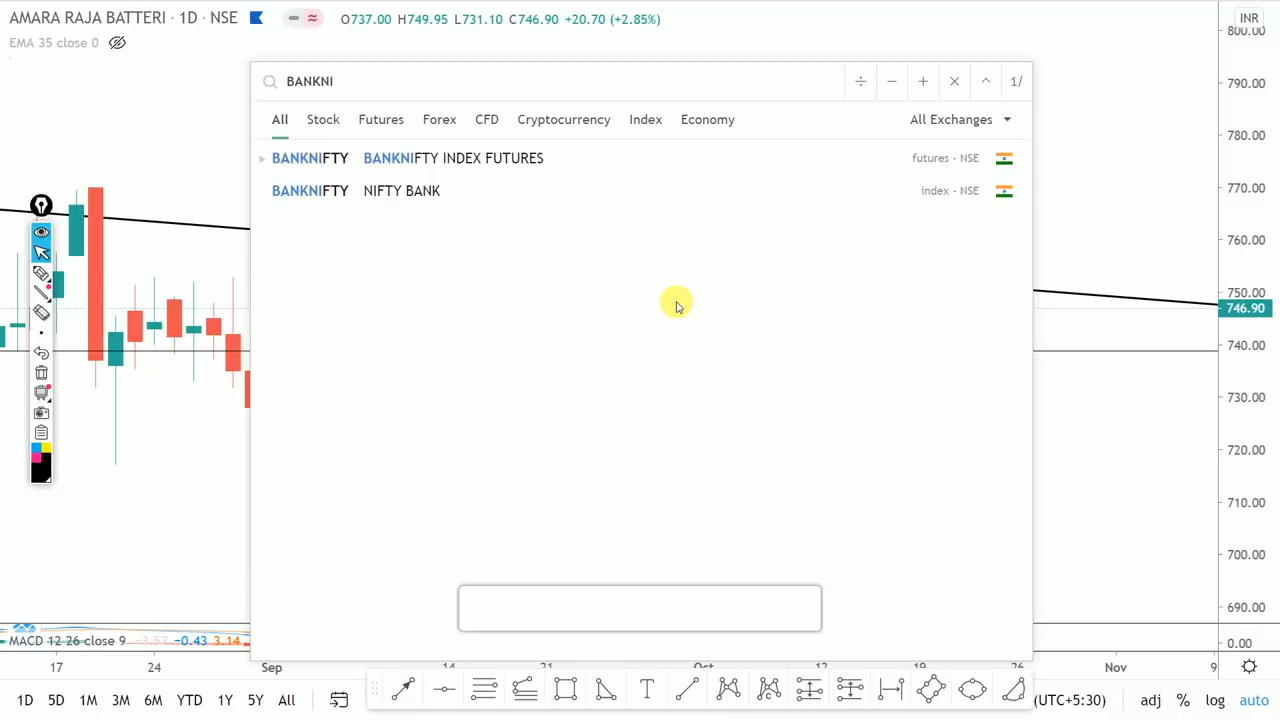 AMARA RAJA BATTERI · 1D · NSE
O737.00 H749.95 L731.10 C746.90 +20.70 (+2.85%)
INR
EMA 35 close 0
800.00
BANKNI
÷ − + × ^ 1/
All Stock Futures Forex CFD Cryptocurrency Index Economy All Exchanges
BANKNIFTY BANKNIFTY INDEX FUTURES futures - NSE
BANKNIFTY NIFTY BANK index - NSE
790.00
780.00
770.00
760.00
750.00
746.90
740.00
730.00
720.00
710.00
700.00
690.00
MACD 12 26 close 9 −3.57 −0.43 3.14
0.00
17 24 Sep 14 21 Oct 12 19 26 Nov 9
1D 5D 1M 3M 6M YTD 1Y 5Y All
T
(UTC+5:30) adj % log auto